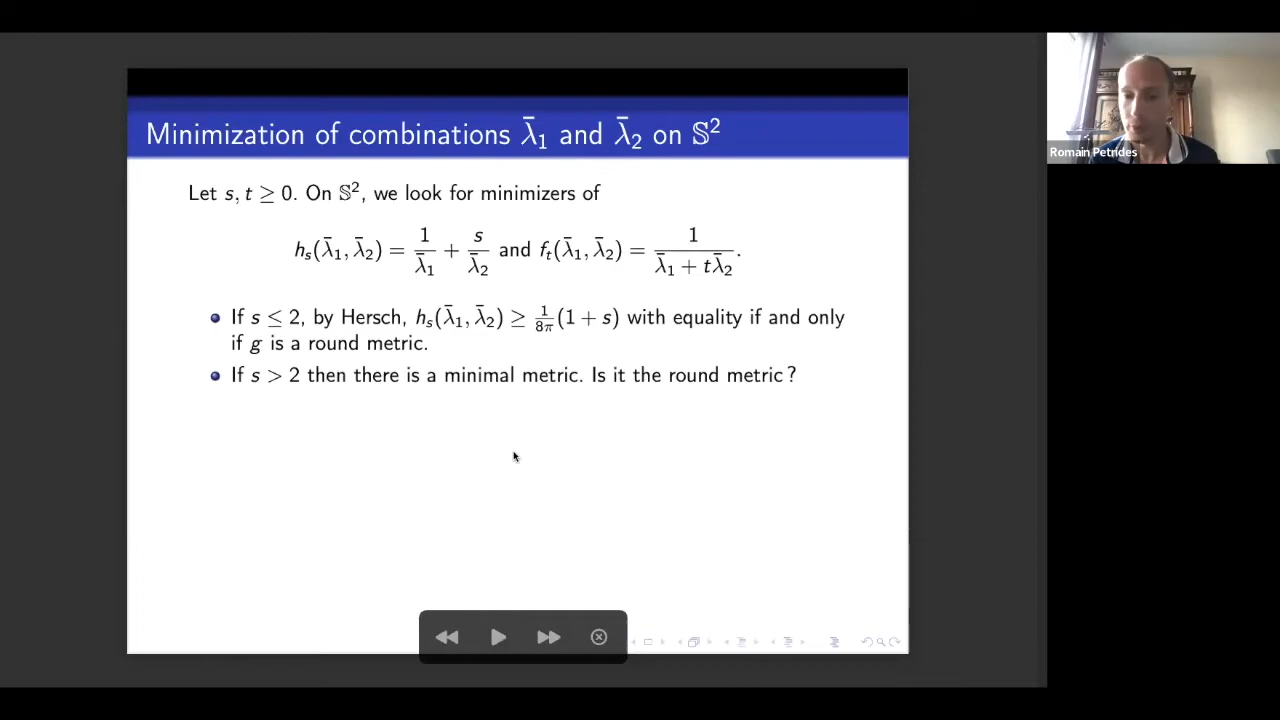 Minimization of combinations λ̄₁ and λ̄₂ on 𝕊²
Let s, t ≥ 0. On 𝕊², we look for minimizers of
hₛ(λ̄₁, λ̄₂) = 1/λ̄₁ + s/λ̄₂ and fₜ(λ̄₁, λ̄₂) = 1/(λ̄₁ + tλ̄₂).
If s ≤ 2, by Hersch, hₛ(λ̄₁, λ̄₂) ≥ 1/8π (1 + s) with equality if and only
if g is a round metric.
If s > 2 then there is a minimal metric. Is it the round metric ?
Romain Petrides